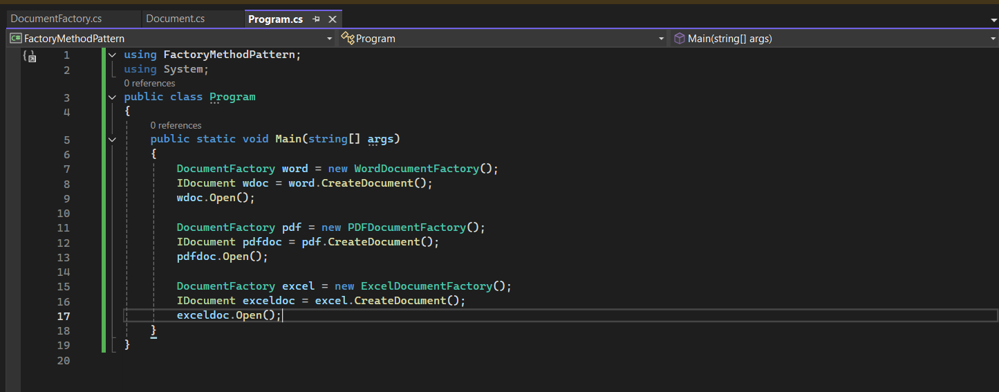 DocumentFactory.cs Document.cs Program.cs
C# FactoryMethodPattern Program Main(string[] args)
1 using FactoryMethodPattern;
2 using System;
0 references
3 public class Program
4 {
0 references
5 public static void Main(string[] args)
6 {
7 DocumentFactory word = new WordDocumentFactory();
8 IDocument wdoc = word.CreateDocument();
9 wdoc.Open();
10
11 DocumentFactory pdf = new PDFDocumentFactory();
12 IDocument pdfdoc = pdf.CreateDocument();
13 pdfdoc.Open();
14
15 DocumentFactory excel = new ExcelDocumentFactory();
16 IDocument exceldoc = excel.CreateDocument();
17 exceldoc.Open();
18 }
19 }
20